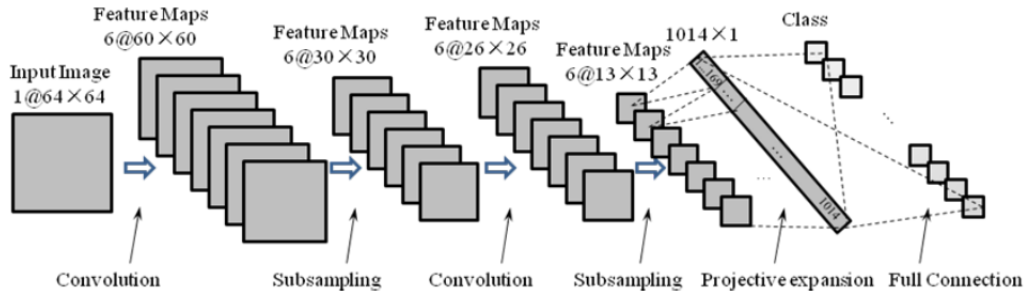 Input Image
1@64×64
Feature Maps
6@60×60
Feature Maps
6@30×30
Feature Maps
6@26×26
Feature Maps
6@13×13
1014×1
Class
169
...
...
1014
...
...
Convolution
Subsampling
Convolution
Subsampling
Projective expansion
Full Connection